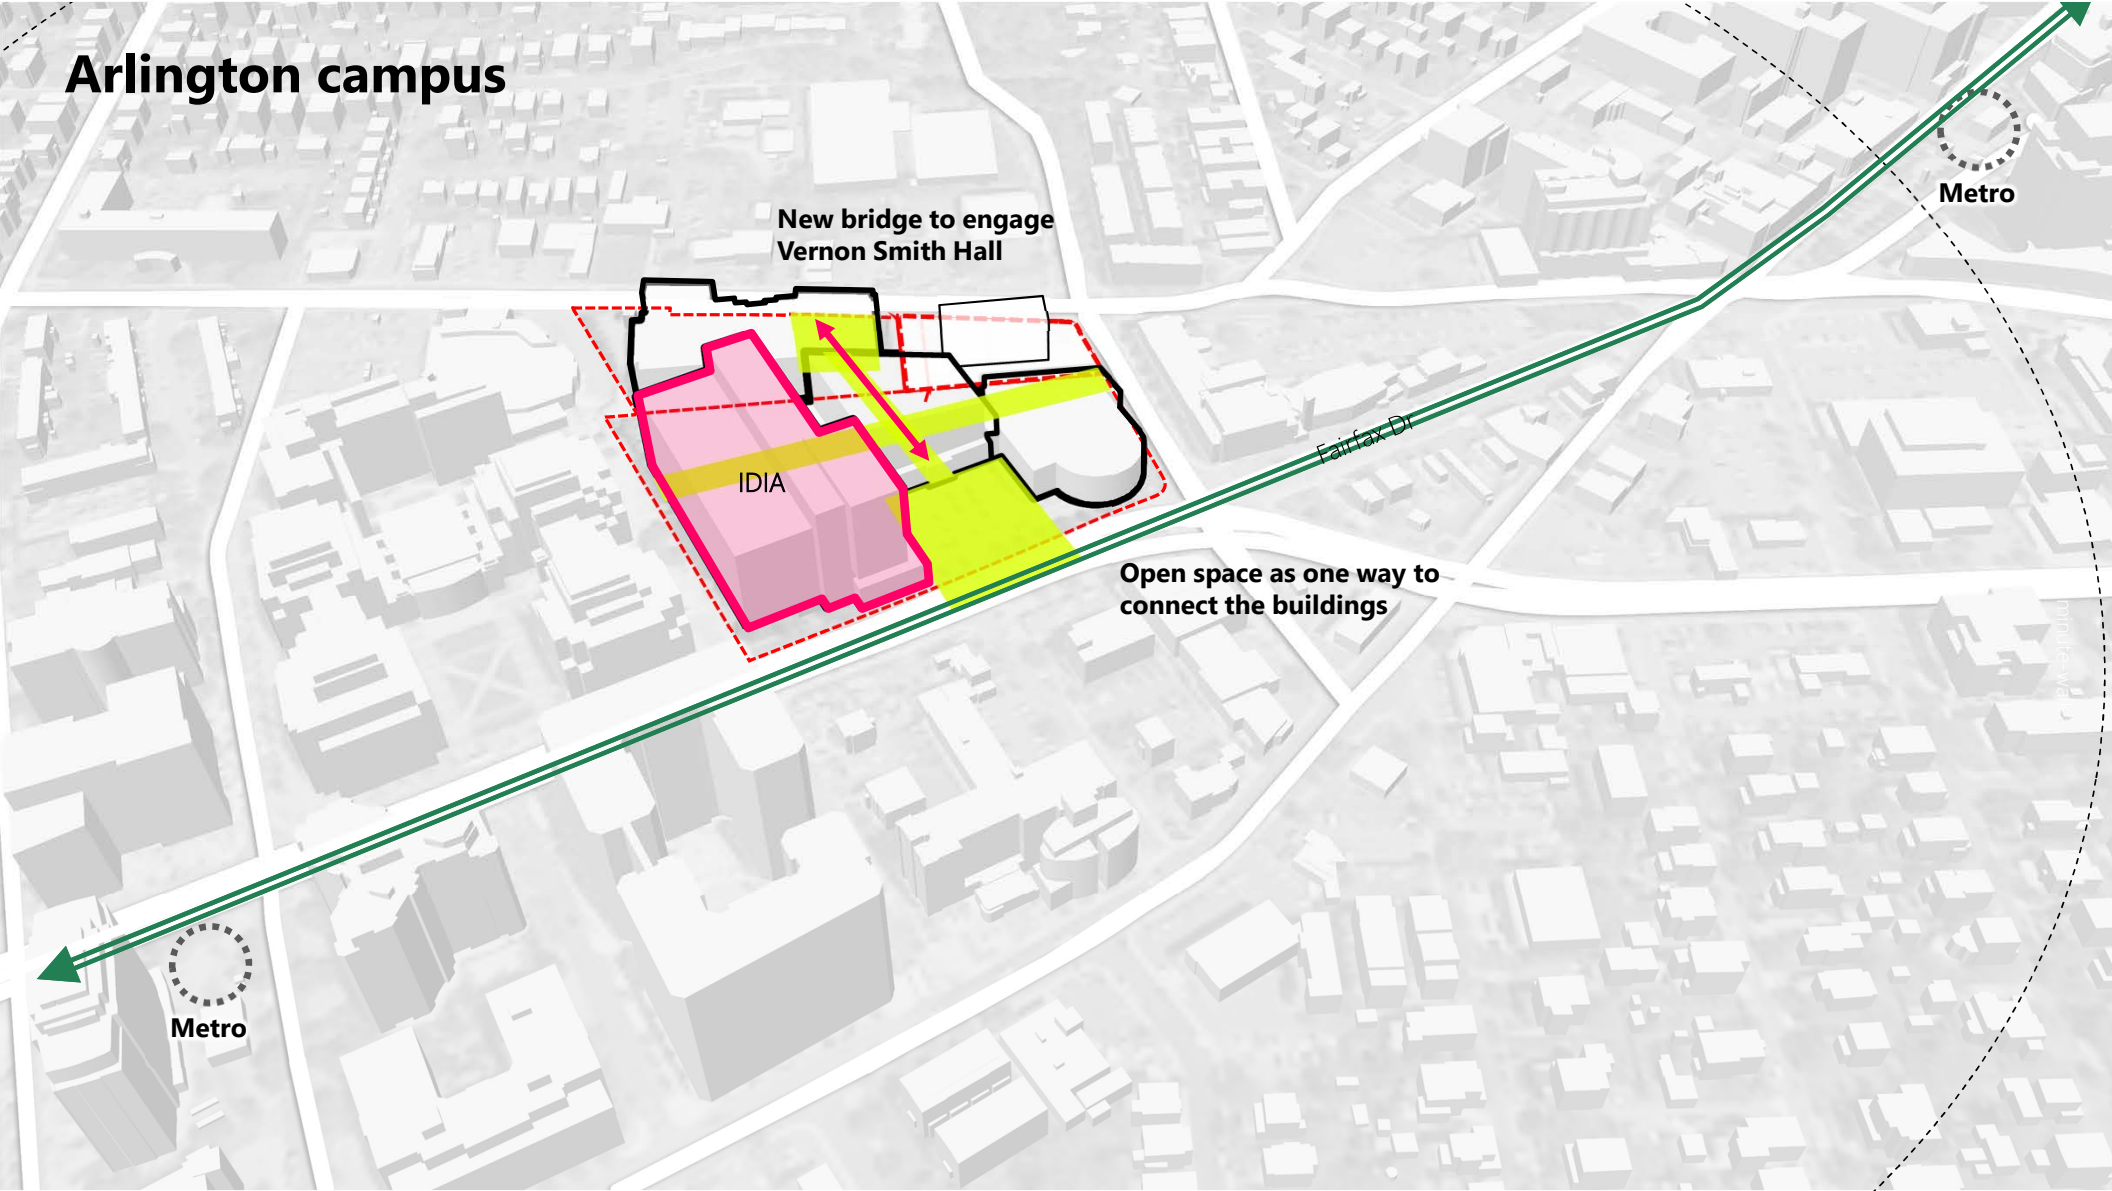 Arlington campus
Metro
New bridge to engage
Vernon Smith Hall
Fairfax Dr
IDIA
Open space as one way to
connect the buildings
Metro